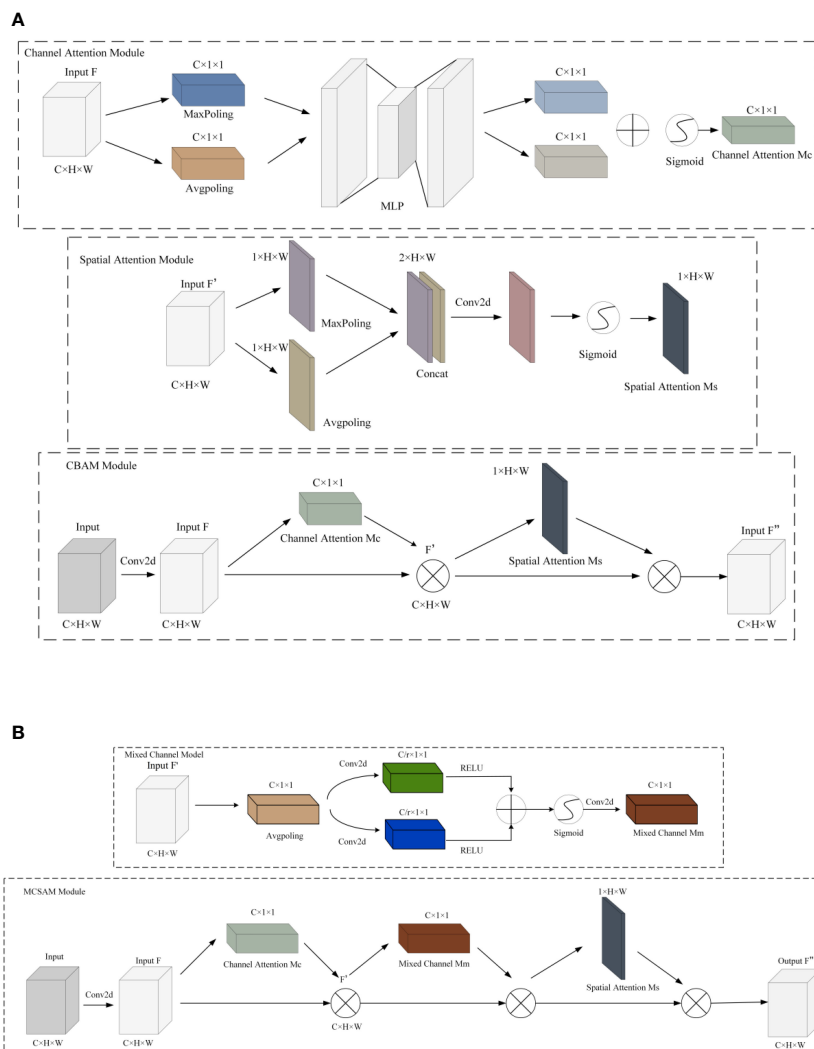 A
Channel Attention Module
Input F
C×H×W
C×1×1
MaxPoling
C×1×1
Avgpoling
MLP
C×1×1
C×1×1
Sigmoid
C×1×1
Channel Attention Mc
Spatial Attention Module
Input F'
C×H×W
1×H×W
MaxPoling
1×H×W
Avgpoling
2×H×W
Concat
Conv2d
Sigmoid
1×H×W
Spatial Attention Ms
CBAM Module
Input
C×H×W
Conv2d
Input F
C×H×W
C×1×1
Channel Attention Mc
F'
C×H×W
1×H×W
Spatial Attention Ms
Input F"
C×H×W
B
Mixed Channel Model
Input F'
C×H×W
C×1×1
Avgpoling
Conv2d
Conv2d
C/r×1×1
C/r×1×1
RELU
RELU
Sigmoid
Conv2d
C×1×1
Mixed Channel Mm
MCSAM Module
Input
C×H×W
Conv2d
Input F
C×H×W
C×1×1
Channel Attention Mc
F'
C×H×W
C×1×1
Mixed Channel Mm
1×H×W
Spatial Attention Ms
Output F"
C×H×W